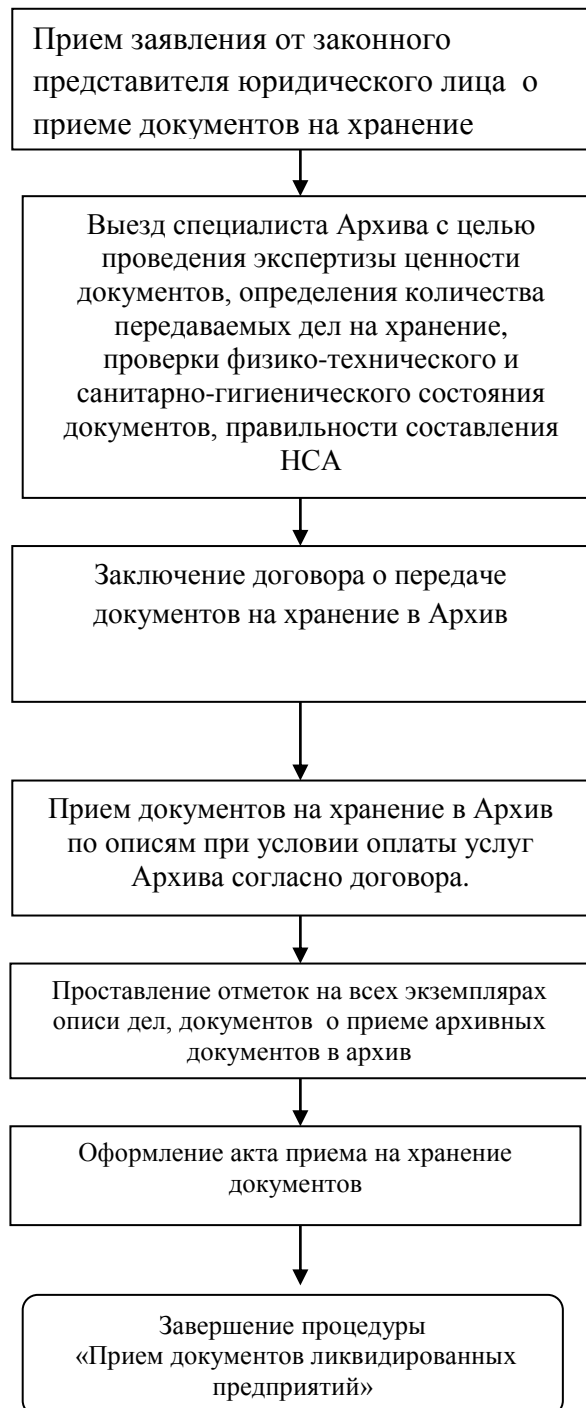 Прием заявления от законного
представителя юридического лица о
приеме документов на хранение
Выезд специалиста Архива с целью
проведения экспертизы ценности
документов, определения количества
передаваемых дел на хранение,
проверки физико-технического и
санитарно-гигиенического состояния
документов, правильности составления
НСА
Заключение договора о передаче
документов на хранение в Архив
Прием документов на хранение в Архив
по описям при условии оплаты услуг
Архива согласно договора.
Проставление отметок на всех экземплярах
описи дел, документов о приеме архивных
документов в архив
Оформление акта приема на хранение
документов
Завершение процедуры
«Прием документов ликвидированных
предприятий»